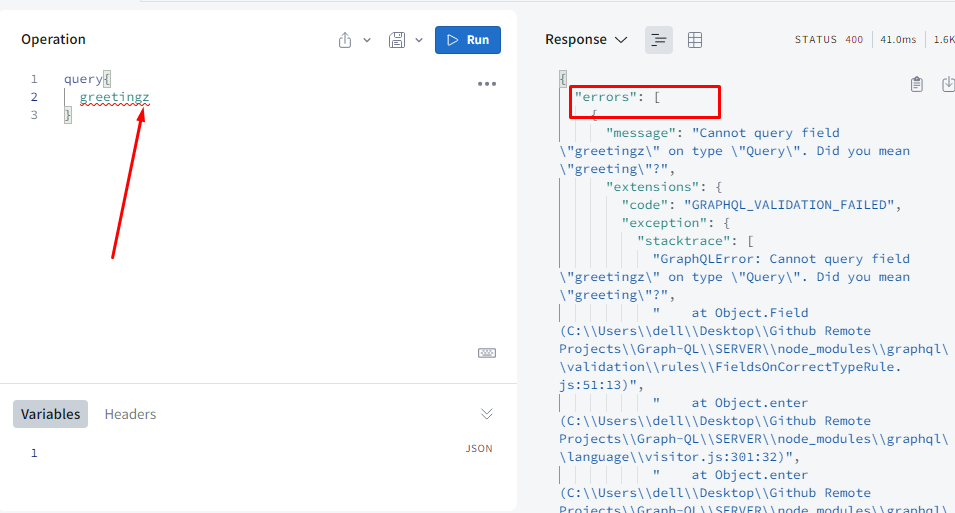 Operation
Run
1 query{
2 greetingz
3 }
Variables
Headers
1
JSON
Response
STATUS 400
41.0ms
1.6K
{
"errors": [
{
"message": "Cannot query field
\"greetingz\" on type \"Query\". Did you mean
\"greeting\"?",
"extensions": {
"code": "GRAPHQL_VALIDATION_FAILED",
"exception": {
"stacktrace": [
"GraphQLError: Cannot query field
\"greetingz\" on type \"Query\". Did you mean
\"greeting\"?",
"    at Object.Field
(C:\\Users\\dell\\Desktop\\Github Remote
Projects\\Graph-QL\\SERVER\\node_modules\\graphql\
\validation\\rules\\FieldsOnCorrectTypeRule.
js:51:13)",
"    at Object.enter
(C:\\Users\\dell\\Desktop\\Github Remote
Projects\\Graph-QL\\SERVER\\node_modules\\graphql\
\language\\visitor.js:301:32)",
"    at Object.enter
(C:\\Users\\dell\\Desktop\\Github Remote
Projects\\Graph-QL\\SERVER\\node_modules\\graphql\